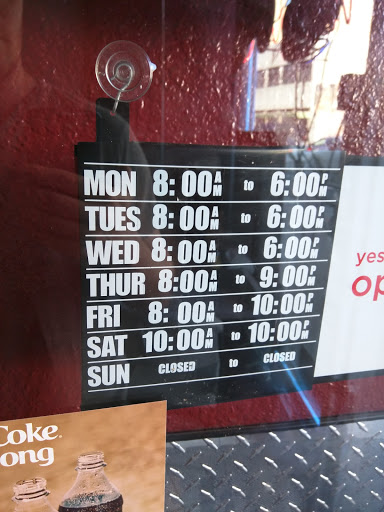 MON 8:00AM to 6:00PM
TUES 8:00AM to 6:00PM
WED 8:00AM to 6:00PM
THUR 8:00AM to 9:00PM
FRI 8:00AM to 10:00PM
SAT 10:00AM to 10:00PM
SUN CLOSED to CLOSED
yes
op
Coke
ong